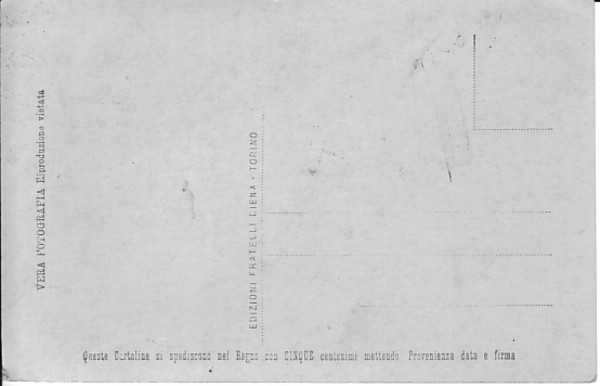 VERA FOTOGRAFIA Riproduzione vietata
EDIZIONI FRATELLI DIENA - TORINO
Queste Cartoline si spediscono nel Regno con CINQUE centesimi mettendo Provenienza data e firma